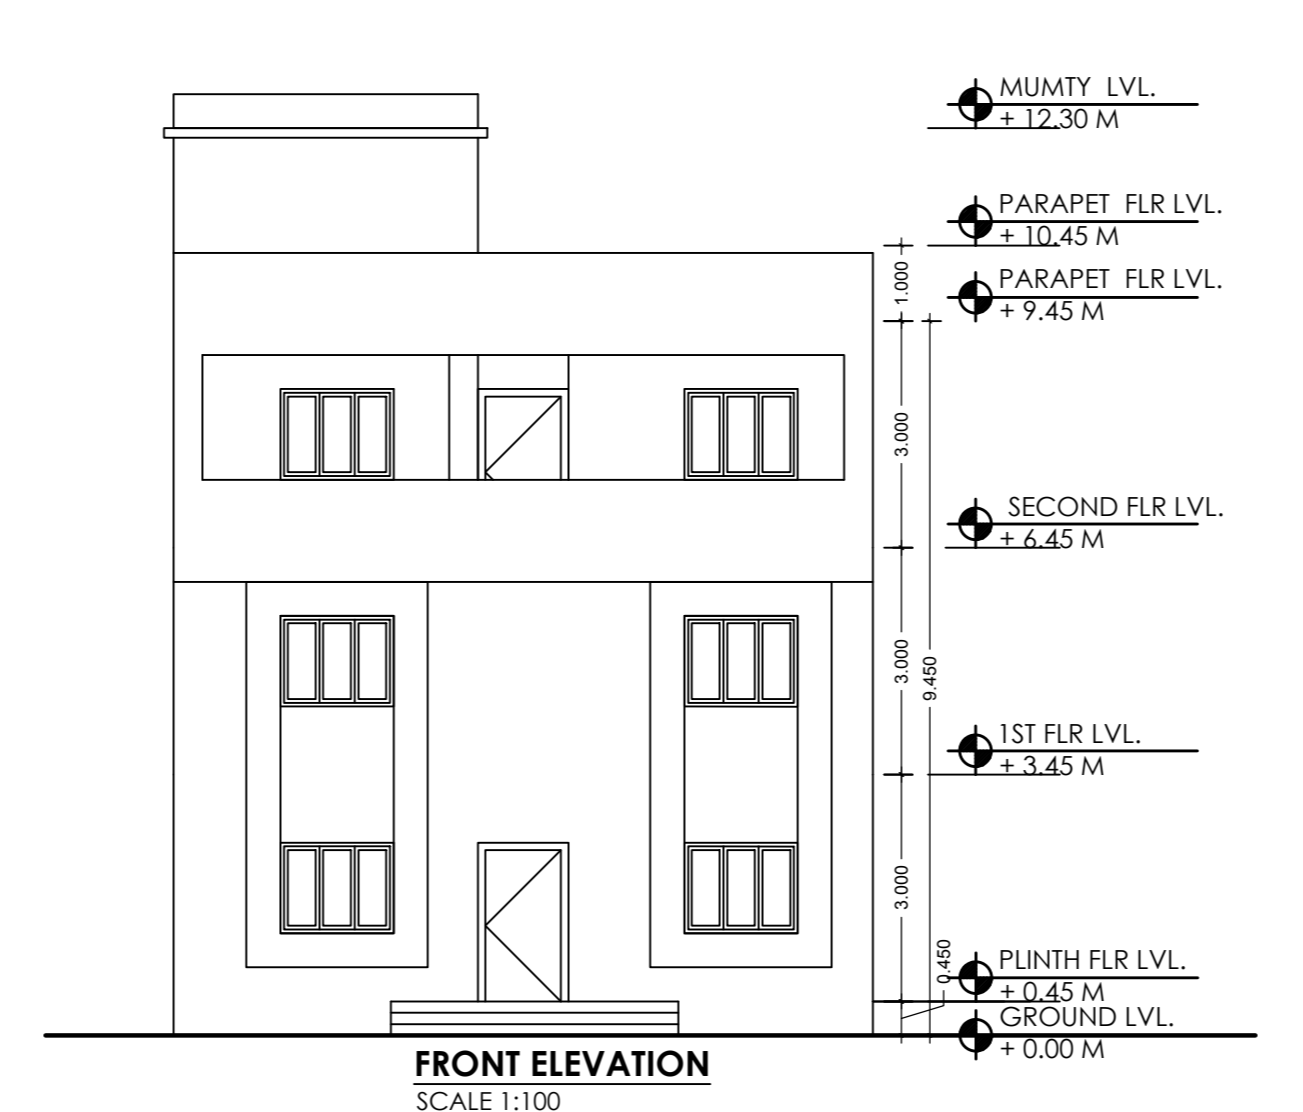 MUMTY LVL.
+ 12.30 M
PARAPET FLR LVL.
+ 10.45 M
1.000
PARAPET FLR LVL.
+ 9.45 M
3.000
SECOND FLR LVL.
+ 6.45 M
3.000
9.450
1ST FLR LVL.
+ 3.45 M
3.000
0.450
PLINTH FLR LVL.
+ 0.45 M
GROUND LVL.
+ 0.00 M
FRONT ELEVATION
SCALE 1:100